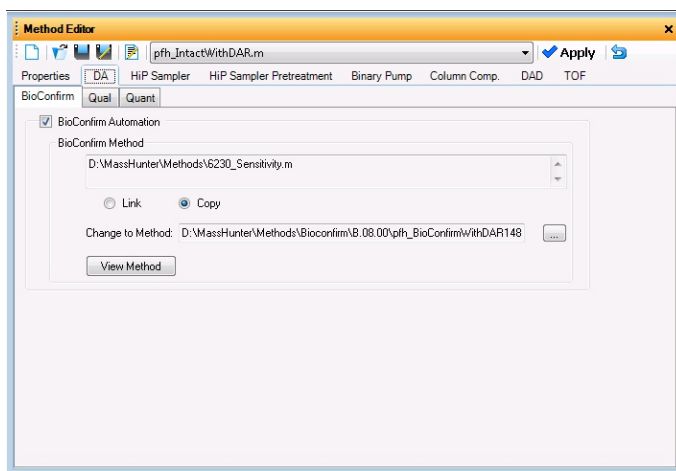 Method Editor
pfh_IntactWithDAR.m Apply
Properties DA HiP Sampler HiP Sampler Pretreatment Binary Pump Column Comp. DAD TOF
BioConfirm Qual Quant
BioConfirm Automation
BioConfirm Method
D:\MassHunter\Methods\6230_Sensitivity.m
Link Copy
Change to Method: D:\MassHunter\Methods\Bioconfirm\B.08.00\pfh_BioConfirmWithDAR148 ...
View Method